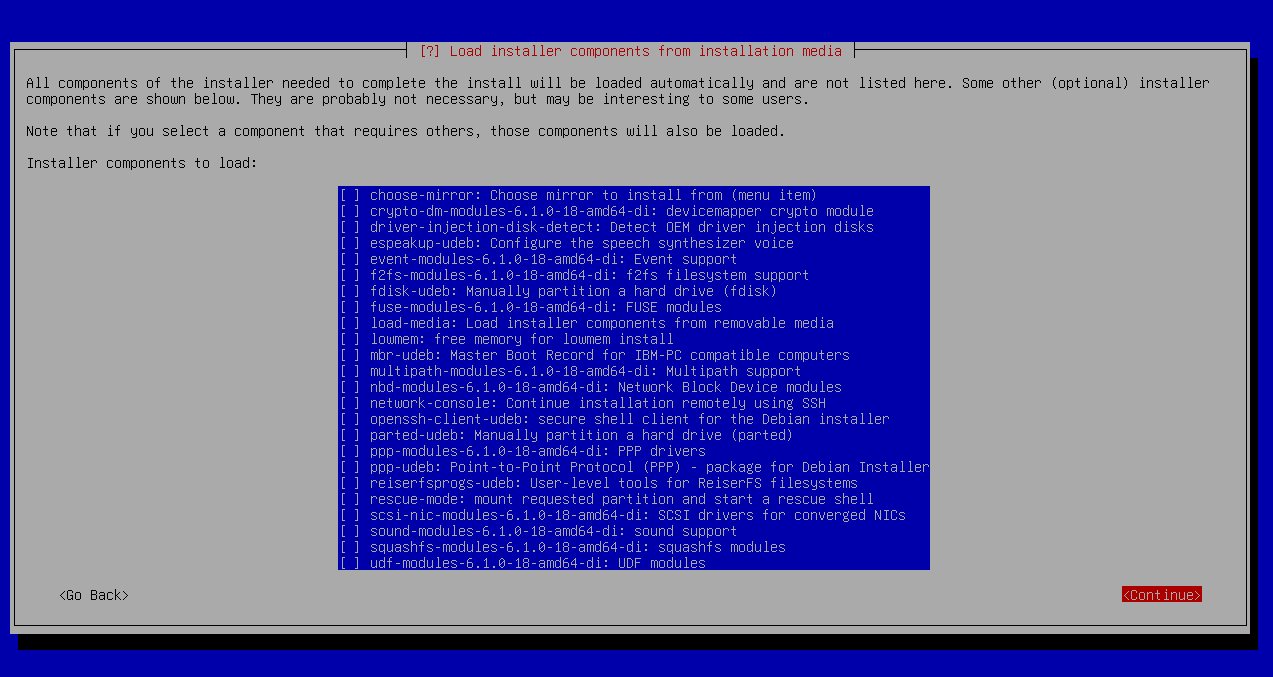 [?] Load installer components from installation media
All components of the installer needed to complete the install will be loaded automatically and are not listed here. Some other (optional) installer
components are shown below. They are probably not necessary, but may be interesting to some users.
Note that if you select a component that requires others, those components will also be loaded.
Installer components to load:
[ ] choose-mirror: Choose mirror to install from (menu item)
[ ] crypto-dm-modules-6.1.0-18-amd64-di: devicemapper crypto module
[ ] driver-injection-disk-detect: Detect OEM driver injection disks
[ ] espeakup-udeb: Configure the speech synthesizer voice
[ ] event-modules-6.1.0-18-amd64-di: Event support
[ ] f2fs-modules-6.1.0-18-amd64-di: f2fs filesystem support
[ ] fdisk-udeb: Manually partition a hard drive (fdisk)
[ ] fuse-modules-6.1.0-18-amd64-di: FUSE modules
[ ] load-media: Load installer components from removable media
[ ] lowmem: free memory for lowmem install
[ ] mbr-udeb: Master Boot Record for IBM-PC compatible computers
[ ] multipath-modules-6.1.0-18-amd64-di: Multipath support
[ ] nbd-modules-6.1.0-18-amd64-di: Network Block Device modules
[ ] network-console: Continue installation remotely using SSH
[ ] openssh-client-udeb: secure shell client for the Debian installer
[ ] parted-udeb: Manually partition a hard drive (parted)
[ ] ppp-modules-6.1.0-18-amd64-di: PPP drivers
[ ] ppp-udeb: Point-to-Point Protocol (PPP) - package for Debian Installer
[ ] reiserfsprogs-udeb: User-level tools for ReiserFS filesystems
[ ] rescue-mode: mount requested partition and start a rescue shell
[ ] scsi-nic-modules-6.1.0-18-amd64-di: SCSI drivers for converged NICs
[ ] sound-modules-6.1.0-18-amd64-di: sound support
[ ] squashfs-modules-6.1.0-18-amd64-di: squashfs modules
[ ] udf-modules-6.1.0-18-amd64-di: UDF modules
<Go Back> <Continue>